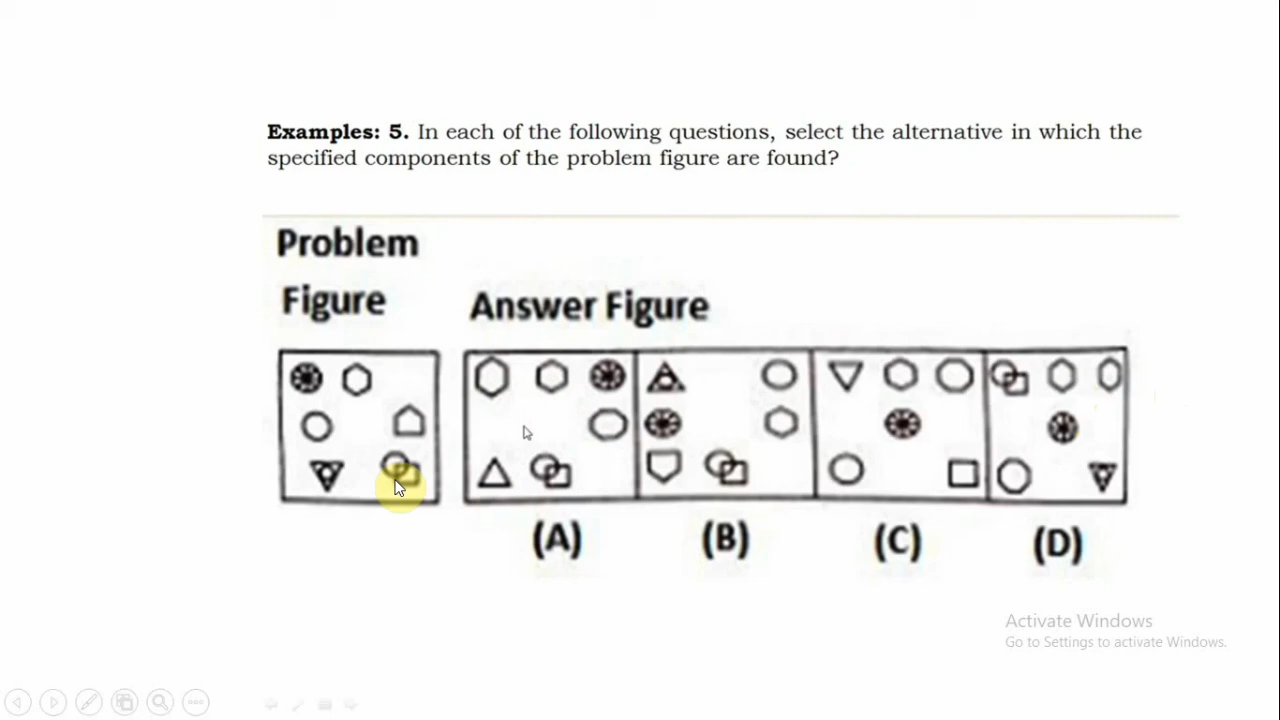 Examples: 5. In each of the following questions, select the alternative in which the
specified components of the problem figure are found?
Problem
Figure
Answer Figure
(A)
(B)
(C)
(D)
Activate Windows
Go to Settings to activate Windows.